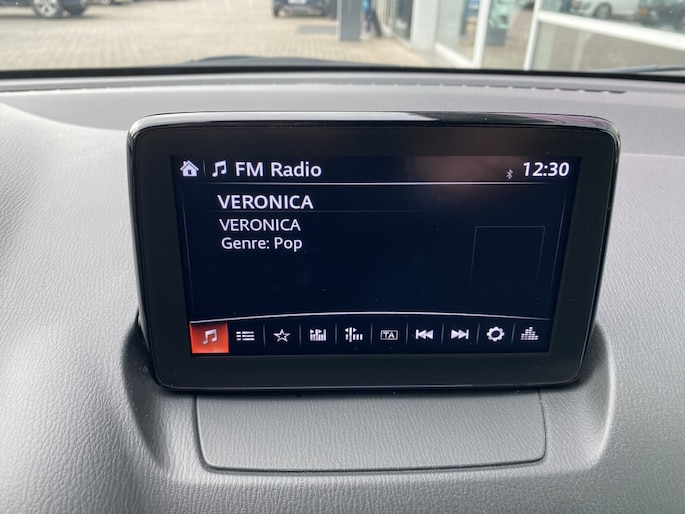 FM Radio 12:30
VERONICA
VERONICA
Genre: Pop
TA